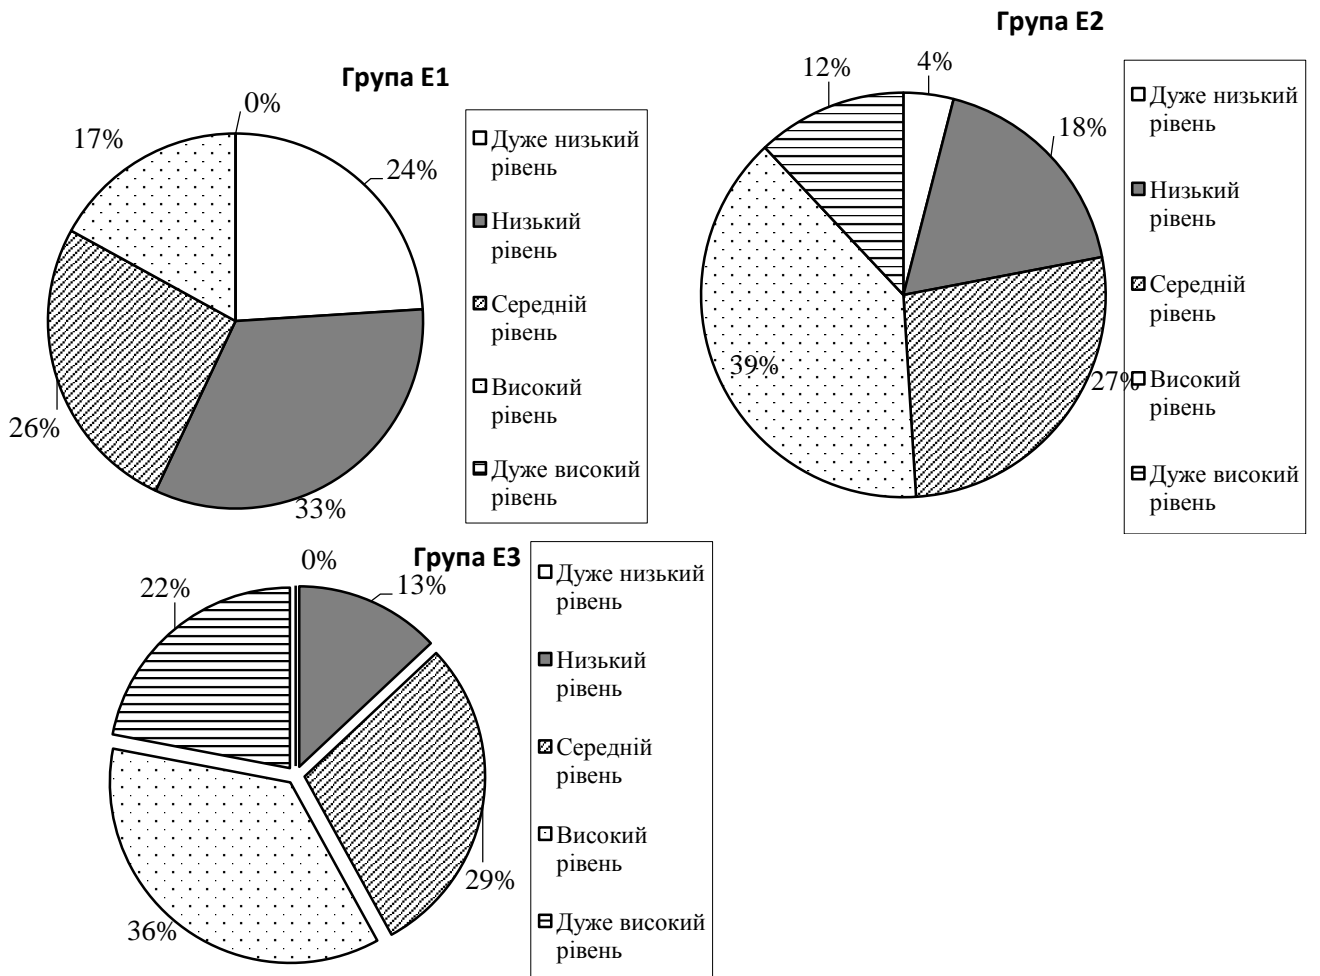 Група Е1
0%
17%
24%
26%
33%
Дуже низький
рівень
Низький
рівень
Середній
рівень
Високий
рівень
Дуже високий
рівень
Група Е2
12%
4%
18%
39%
27%
Дуже низький
рівень
Низький
рівень
Середній
рівень
Високий
рівень
Дуже високий
рівень
Група Е3
0%
22%
13%
36%
29%
Дуже низький
рівень
Низький
рівень
Середній
рівень
Високий
рівень
Дуже високий
рівень